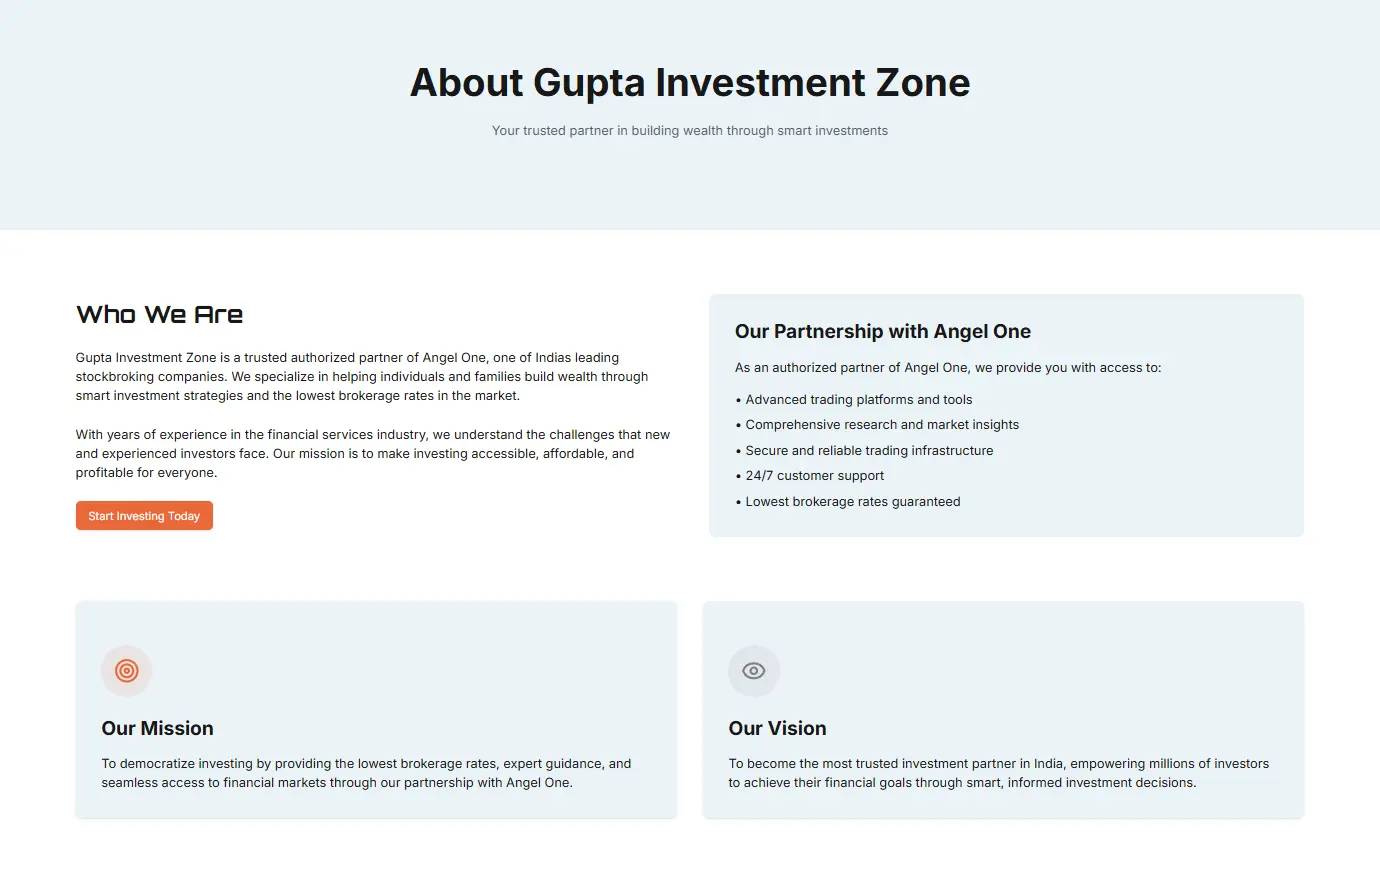 About Gupta Investment Zone
Your trusted partner in building wealth through smart investments
Who We Are
Gupta Investment Zone is a trusted authorized partner of Angel One, one of Indias leading
stockbroking companies. We specialize in helping individuals and families build wealth through
smart investment strategies and the lowest brokerage rates in the market.
With years of experience in the financial services industry, we understand the challenges that new
and experienced investors face. Our mission is to make investing accessible, affordable, and
profitable for everyone.
Start Investing Today
Our Partnership with Angel One
As an authorized partner of Angel One, we provide you with access to:
• Advanced trading platforms and tools
• Comprehensive research and market insights
• Secure and reliable trading infrastructure
• 24/7 customer support
• Lowest brokerage rates guaranteed
Our Mission
To democratize investing by providing the lowest brokerage rates, expert guidance, and
seamless access to financial markets through our partnership with Angel One.
Our Vision
To become the most trusted investment partner in India, empowering millions of investors
to achieve their financial goals through smart, informed investment decisions.